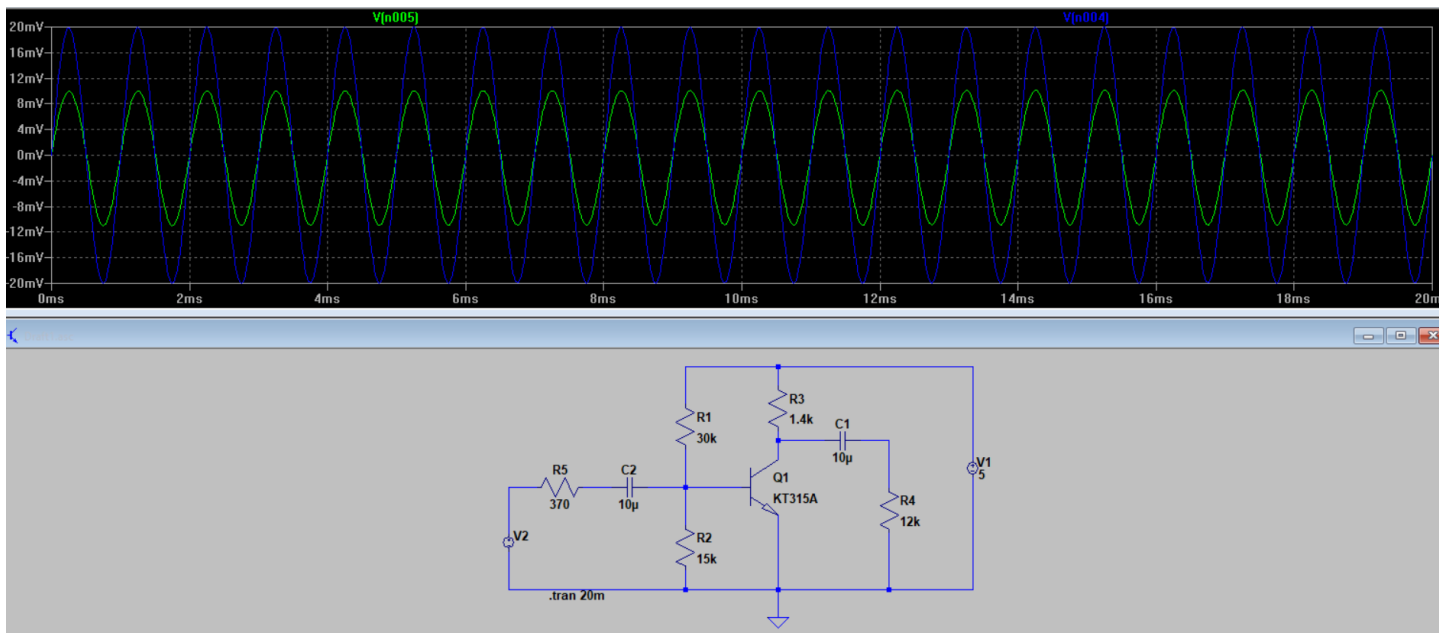 V(n005) V(n004)
20mV
16mV
12mV
8mV
4mV
0mV
-4mV
-8mV
-12mV
-16mV
-20mV
0ms 2ms 4ms 6ms 8ms 10ms 12ms 14ms 16ms 18ms 20m
R3
1.4k
R1
30k
C1
10µ
V1
5
R5
370
C2
10µ
Q1
KT315A
R4
12k
V2
R2
15k
.tran 20m